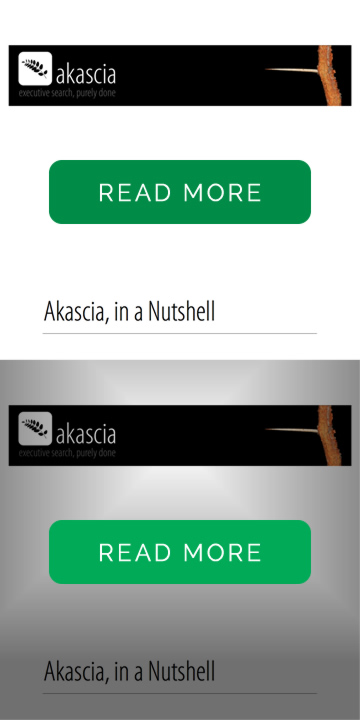 akascia
executive search, purely done
READ MORE
Akascia, in a Nutshell
akascia
executive search, purely done
READ MORE
Akascia, in a Nutshell